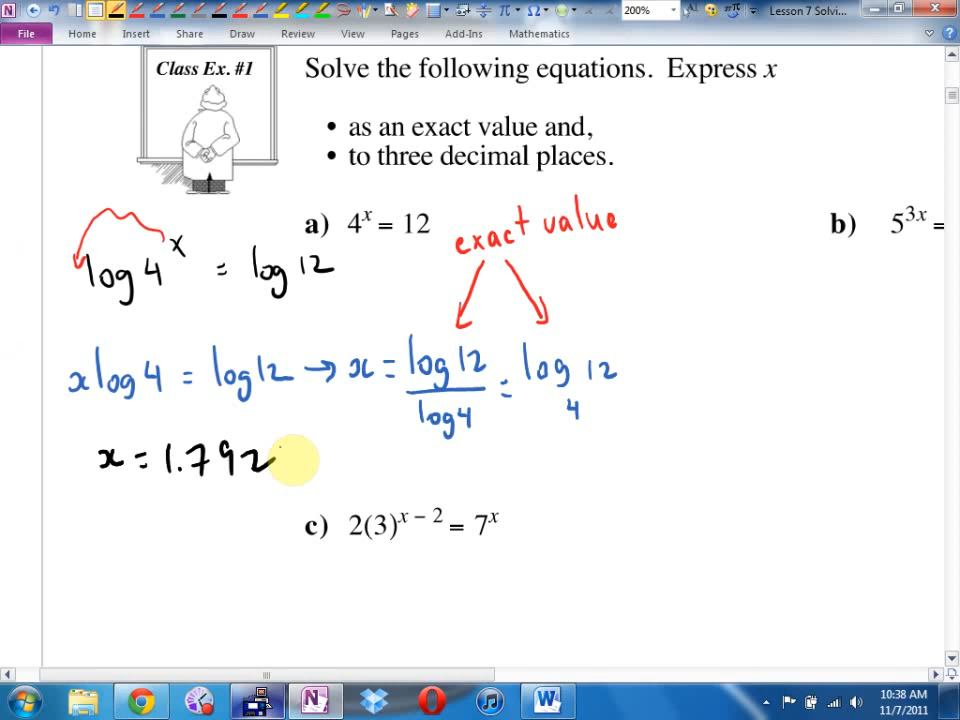 200% Lesson 7 Solvi...
File Home Insert Share Draw Review View Pages Add-Ins Mathematics
Class Ex. #1
Solve the following equations. Express x
• as an exact value and,
• to three decimal places.
a) 4^x = 12
exact value
b) 5^{3x} =
log 4^x = log 12
x log 4 = log 12 → x = log 12 / log 4 = log_4 12
x = 1.792
c) 2(3)^{x – 2} = 7^x
10:38 AM
11/7/2011